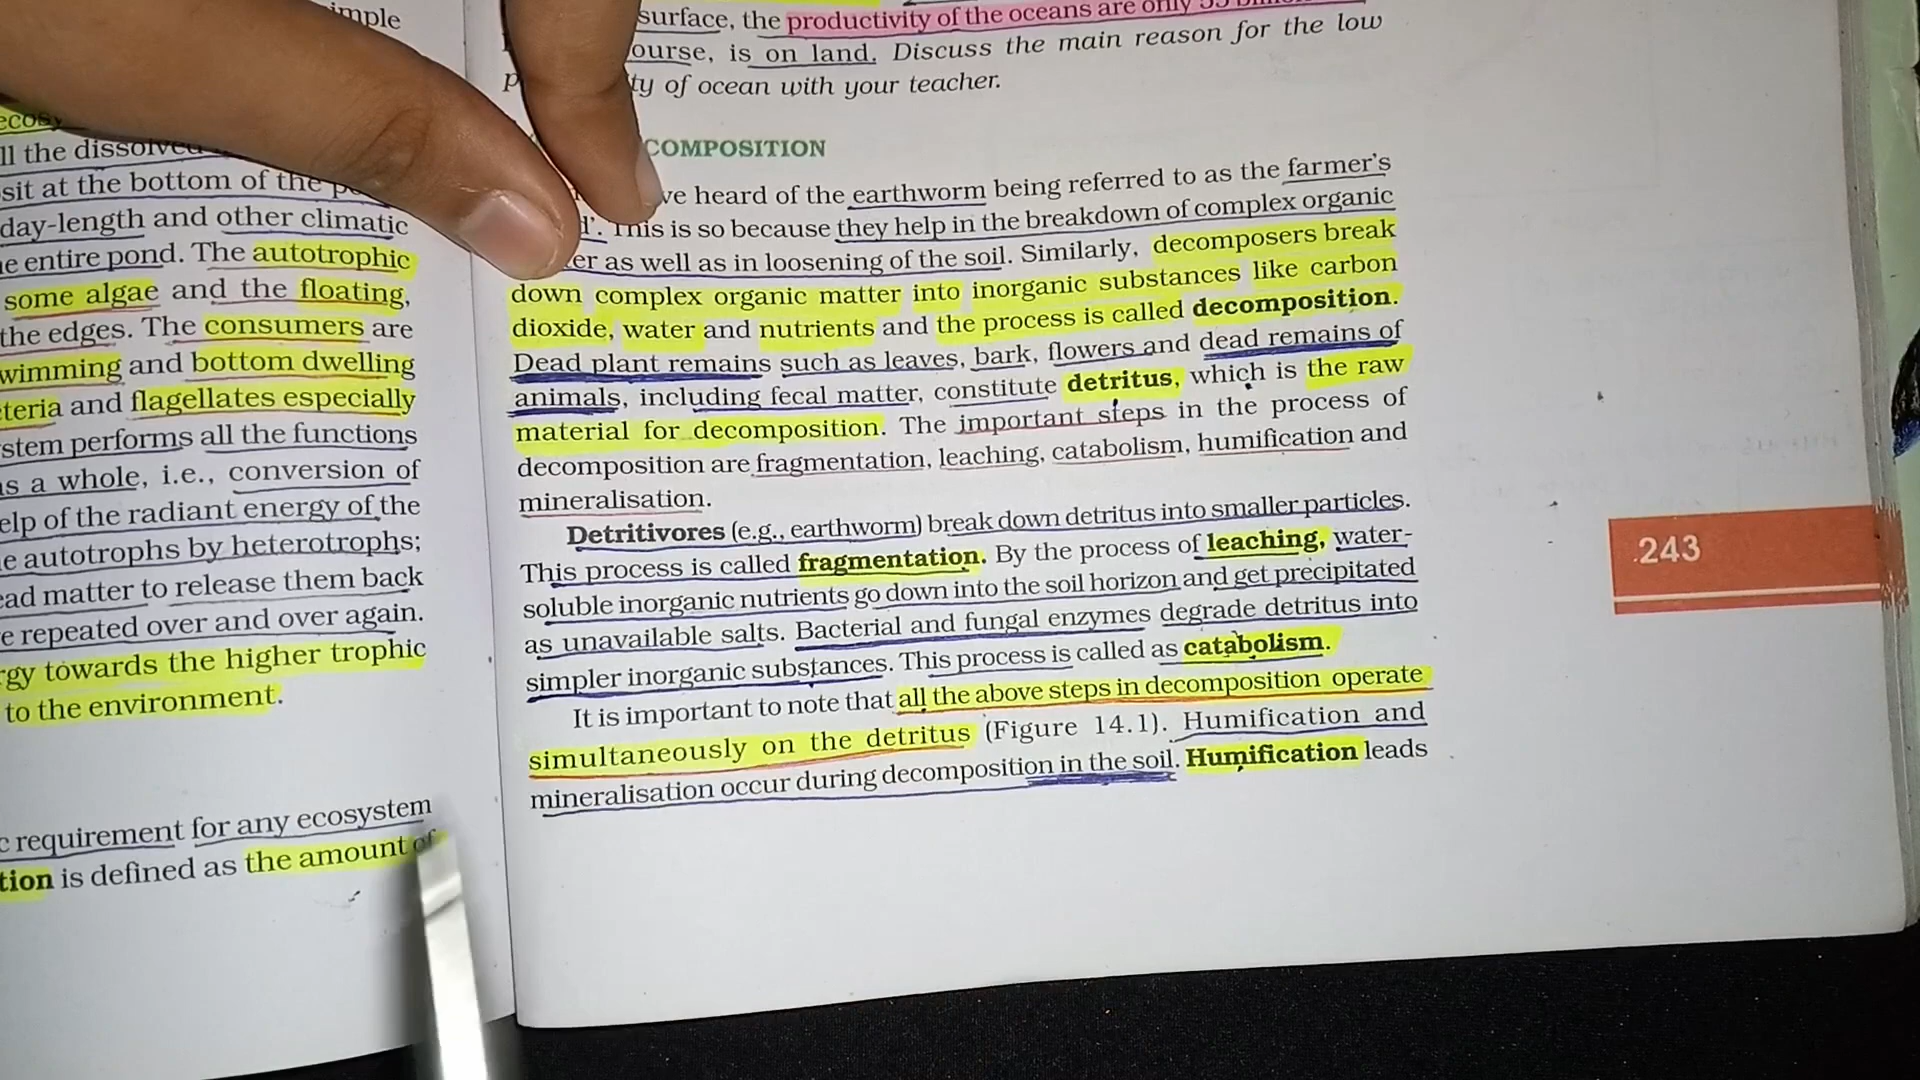 imple
ll the dissolved
sit at the bottom of the
day-length and other climatic
e entire pond. The autotrophic
some algae and the floating,
the edges. The consumers are
wimming and bottom dwelling
teria and flagellates especially
stem performs all the functions
as a whole, i.e., conversion of
elp of the radiant energy of the
e autotrophs by heterotrophs;
ead matter to release them back
e repeated over and over again.
rgy towards the higher trophic
to the environment.
c requirement for any ecosystem
tion is defined as the amount of
surface, the productivity of the oceans are only 55
ourse, is on land. Discuss the main reason for the low
p ty of ocean with your teacher.
COMPOSITION
ve heard of the earthworm being referred to as the farmer's
d'. This is so because they help in the breakdown of complex organic
er as well as in loosening of the soil. Similarly, decomposers break
down complex organic matter into inorganic substances like carbon
dioxide, water and nutrients and the process is called decomposition.
Dead plant remains such as leaves, bark, flowers and dead remains of
animals, including fecal matter, constitute detritus, which is the raw
material for decomposition. The important steps in the process of
decomposition are fragmentation, leaching, catabolism, humification and
mineralisation.
Detritivores (e.g., earthworm) break down detritus into smaller particles.
This process is called fragmentation. By the process of leaching, water-
soluble inorganic nutrients go down into the soil horizon and get precipitated
as unavailable salts. Bacterial and fungal enzymes degrade detritus into
simpler inorganic substances. This process is called as catabolism.
It is important to note that all the above steps in decomposition operate
simultaneously on the detritus (Figure 14.1). Humification and
mineralisation occur during decomposition in the soil. Humification leads
243